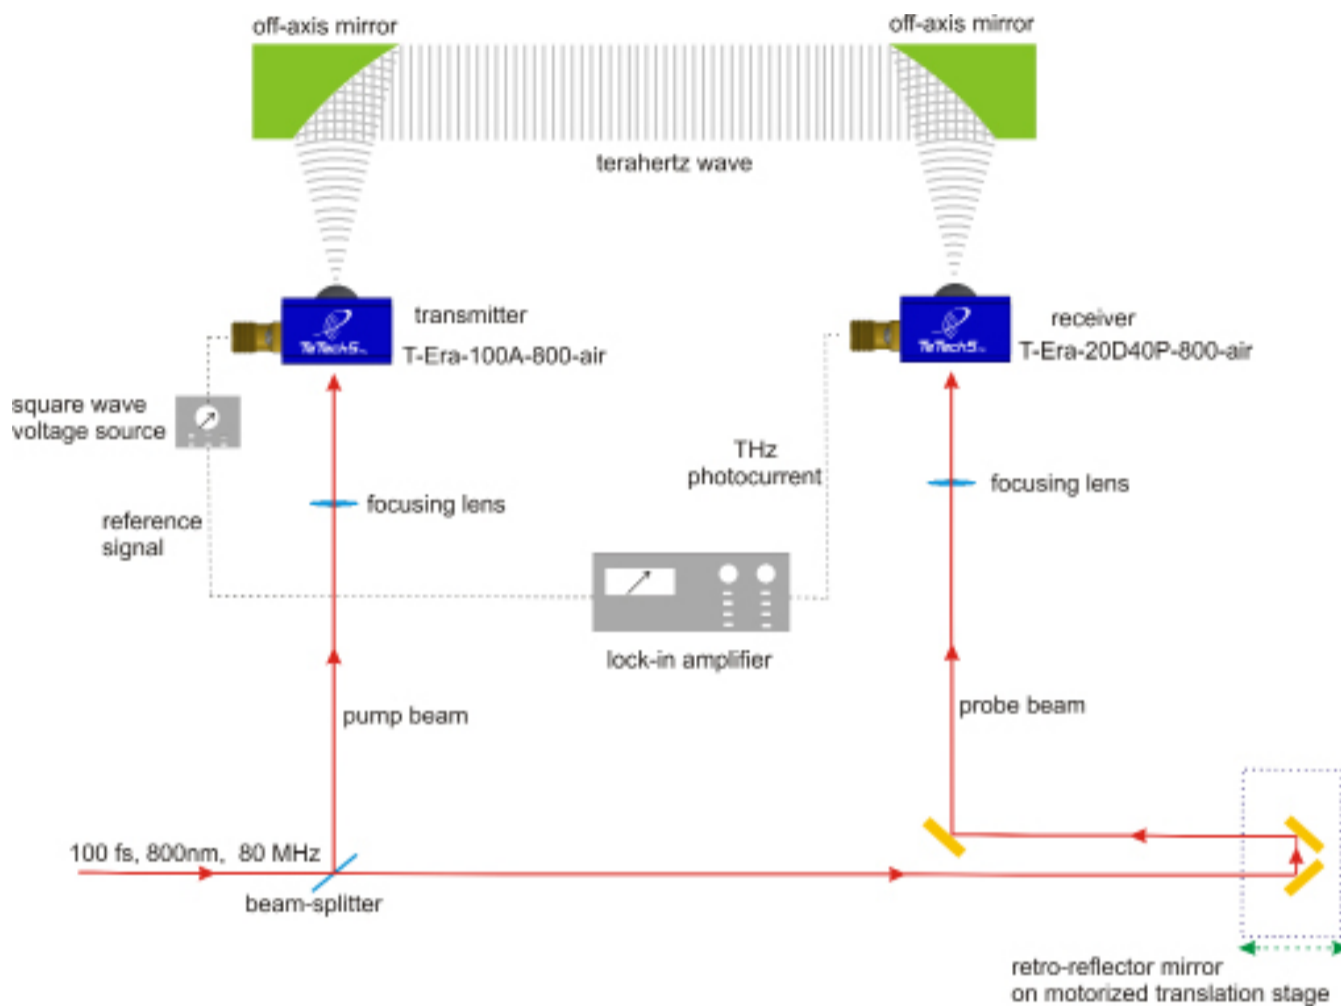 off-axis mirror
off-axis mirror
terahertz wave
transmitter
T-Era-100A-800-air
receiver
T-Era-20D40P-800-air
TeTechS
TeTechS
square wave
voltage source
THz
photocurrent
focusing lens
focusing lens
reference
signal
lock-in amplifier
pump beam
probe beam
100 fs, 800nm, 80 MHz
beam-splitter
retro-reflector mirror
on motorized translation stage